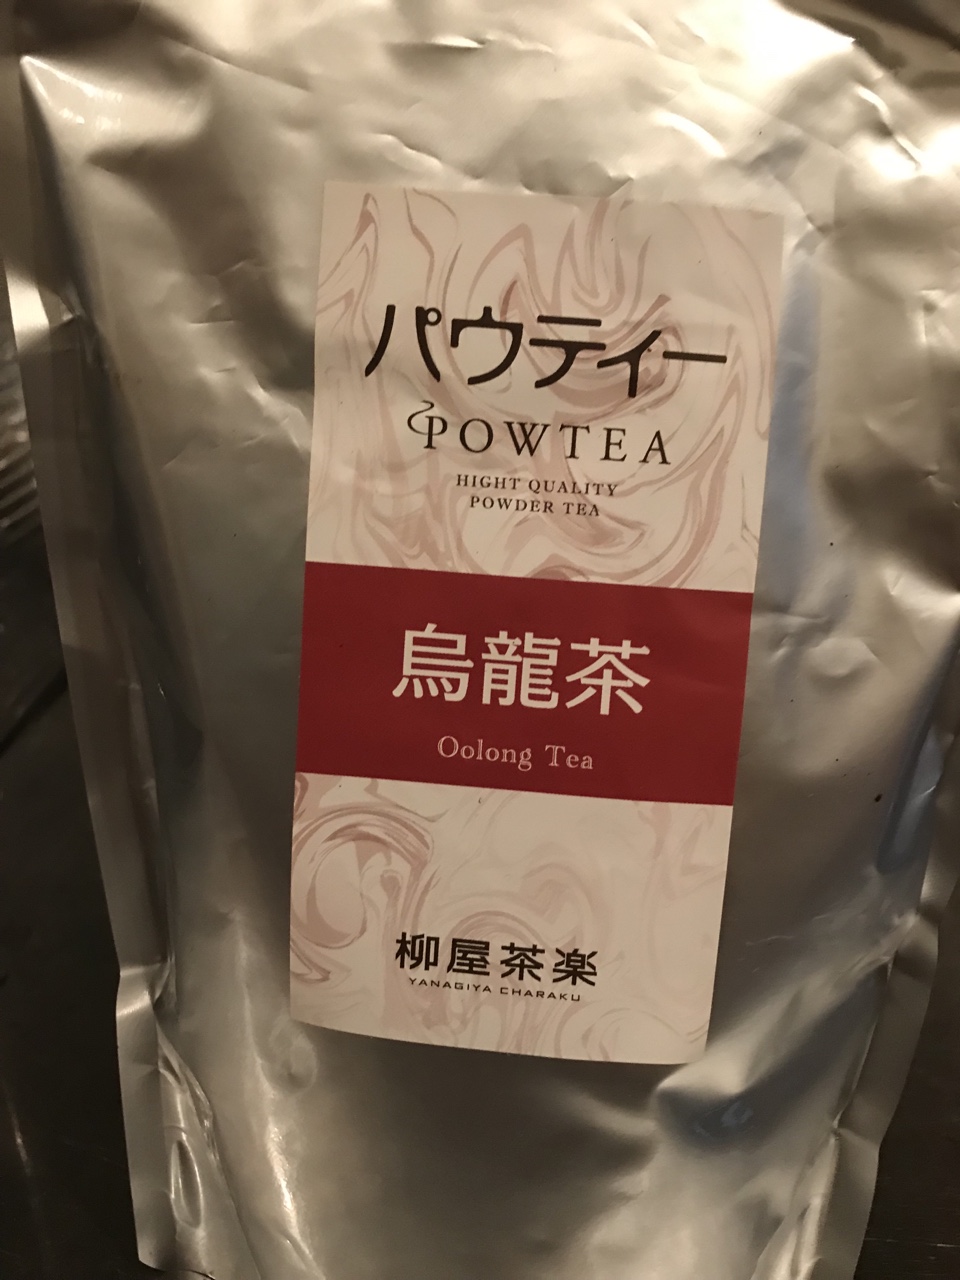 パウティー
POWTEA
HIGHT QUALITY
POWDER TEA
烏龍茶
Oolong Tea
柳屋茶楽
YANAGIYA CHARAKU